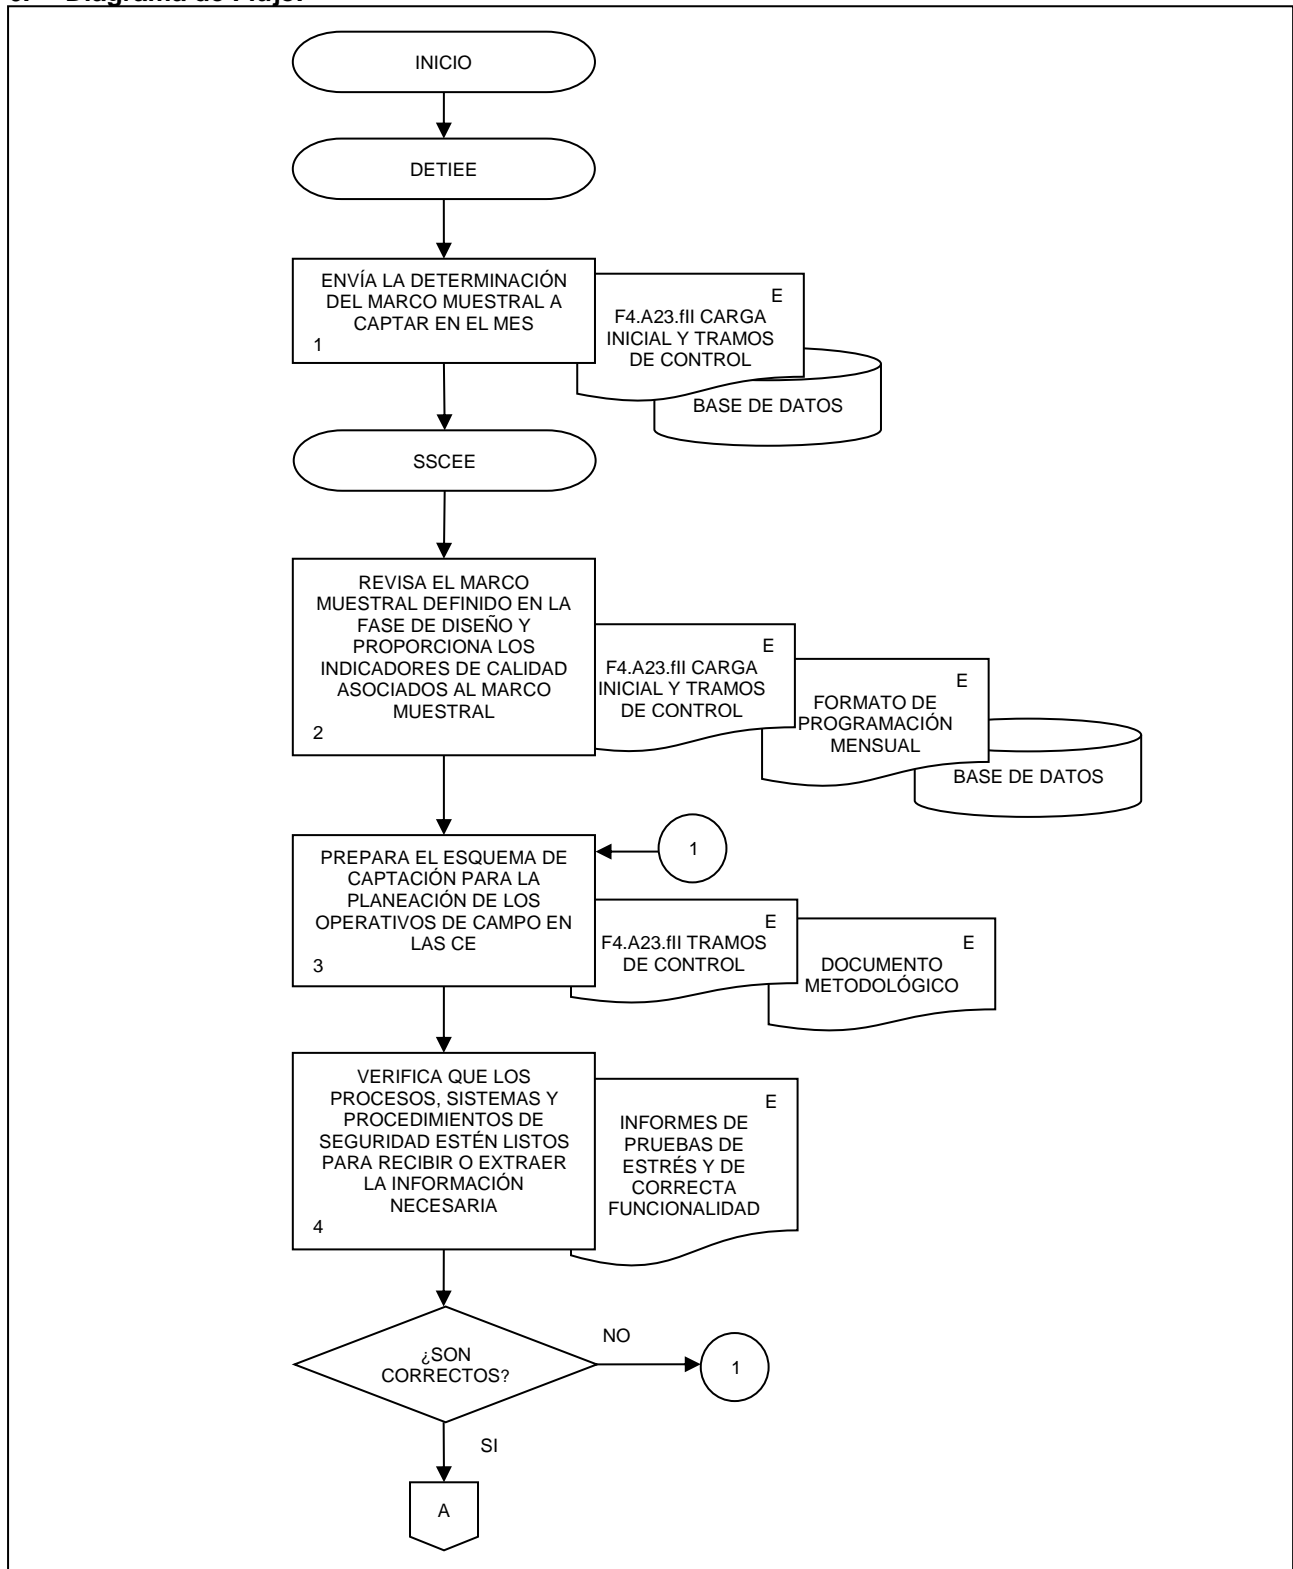 INICIO
DETIEE
ENVÍA LA DETERMINACIÓN
DEL MARCO MUESTRAL A
CAPTAR EN EL MES
1
E
F4.A23.fII CARGA
INICIAL Y TRAMOS
DE CONTROL
BASE DE DATOS
SSCEE
REVISA EL MARCO
MUESTRAL DEFINIDO EN LA
FASE DE DISEÑO Y
PROPORCIONA LOS
INDICADORES DE CALIDAD
ASOCIADOS AL MARCO
MUESTRAL
2
E
F4.A23.fII CARGA
INICIAL Y TRAMOS
DE CONTROL
E
FORMATO DE
PROGRAMACIÓN
MENSUAL
BASE DE DATOS
1
PREPARA EL ESQUEMA DE
CAPTACIÓN PARA LA
PLANEACIÓN DE LOS
OPERATIVOS DE CAMPO EN
LAS CE
3
E
F4.A23.fII TRAMOS
DE CONTROL
E
DOCUMENTO
METODOLÓGICO
VERIFICA QUE LOS
PROCESOS, SISTEMAS Y
PROCEDIMIENTOS DE
SEGURIDAD ESTÉN LISTOS
PARA RECIBIR O EXTRAER
LA INFORMACIÓN
NECESARIA
4
E
INFORMES DE
PRUEBAS DE
ESTRÉS Y DE
CORRECTA
FUNCIONALIDAD
¿SON
CORRECTOS?
NO
1
SI
A